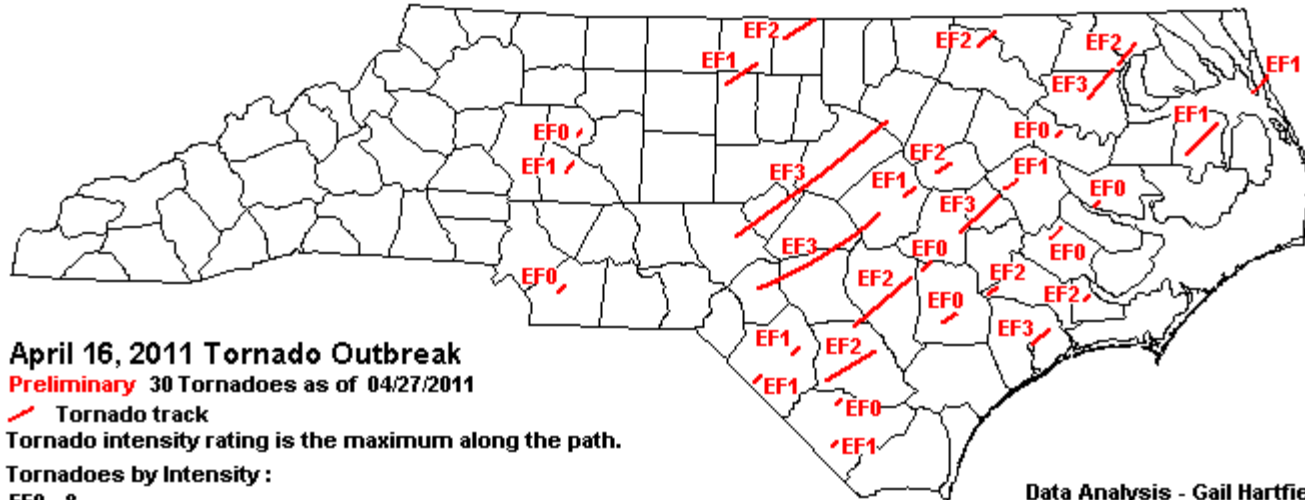 EF2
EF2
EF2
EF1
EF1
EF3
EF1
EF0
EF0
EF2
EF1
EF1
EF3
EF1
EF0
EF3
EF3
EF0
EF0
EF2
EF0
EF2
EF2
EF0
EF3
EF1
EF2
EF1
EF0
EF1
April 16, 2011 Tornado Outbreak
Preliminary 30 Tornadoes as of 04/27/2011
Tornado track
Tornado intensity rating is the maximum along the path.
Tornadoes by Intensity :
Data Analysis - Gail